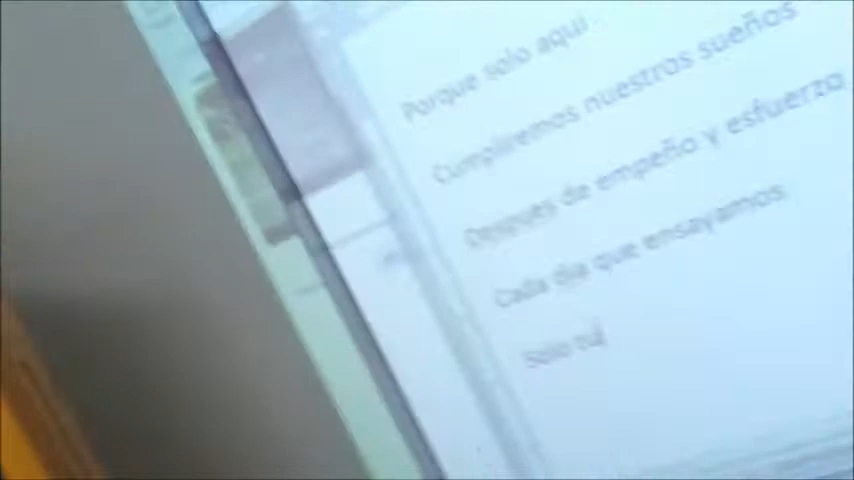 Porque solo aquí
Cumpliremos nuestros sueños
Después de empeño y esfuerzo
Cada día que ensayamos
Solo tú